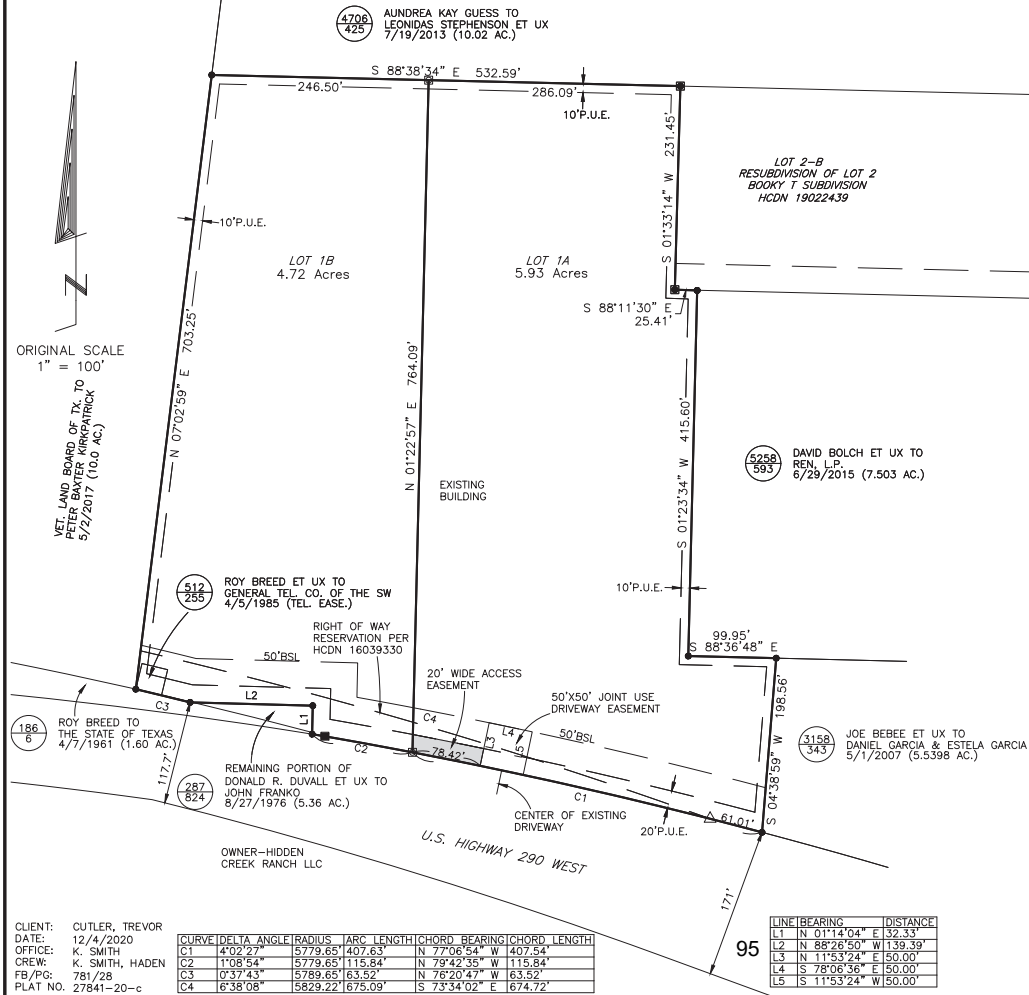 4706
425
AUNDREA KAY GUESS TO
LEONIDAS STEPHENSON ET UX
7/19/2013 (10.02 AC.)
S 88°38'34" E 532.59'
246.50'
286.09'
10'P.U.E.
S 01°33'14" W 231.45'
LOT 2-B
RESUBDIVISION OF LOT 2
BOOKY T SUBDIVISION
HCDN 19022439
10'P.U.E.
LOT 1B
4.72 Acres
LOT 1A
5.93 Acres
N
S 88°11'30" E
25.41'
ORIGINAL SCALE
1" = 100'
N 07°02'59" E 703.25'
N 01°22'57" E 764.09'
S 01°23'34" W 415.60'
VET. LAND BOARD OF TX. TO
PETER BAXTER KIRKPATRICK
5/2/2017 (10.0 AC.)
EXISTING
BUILDING
5258
593
DAVID BOLCH ET UX TO
REN, L.P.
6/29/2015 (7.503 AC.)
512
255
ROY BREED ET UX TO
GENERAL TEL. CO. OF THE SW
4/5/1985 (TEL. EASE.)
10'P.U.E.
99.95'
S 88°36'48" E
RIGHT OF WAY
RESERVATION PER
HCDN 16039330
50'BSL
20' WIDE ACCESS
EASEMENT
50'X50' JOINT USE
DRIVEWAY EASEMENT
S 04°38'59" W 198.56'
C3
L2
L1
C2
C4
L3
L4
L5
50'BSL
78.42'
C1
61.01'
20'P.U.E.
186
6
ROY BREED TO
THE STATE OF TEXAS
4/7/1961 (1.60 AC.)
117.7'
287
824
REMAINING PORTION OF
DONALD R. DUVALL ET UX TO
JOHN FRANKO
8/27/1976 (5.36 AC.)
3158
343
JOE BEBEE ET UX TO
DANIEL GARCIA & ESTELA GARCIA
5/1/2007 (5.5398 AC.)
CENTER OF EXISTING
DRIVEWAY
OWNER-HIDDEN
CREEK RANCH LLC
U.S. HIGHWAY 290 WEST
171'
CLIENT: CUTLER, TREVOR
DATE: 12/4/2020
OFFICE: K. SMITH
CREW: K. SMITH, HADEN
FB/PG: 781/28
PLAT NO. 27841-20-c
CURVE DELTA ANGLE RADIUS ARC LENGTH CHORD BEARING CHORD LENGTH
C1 4°02'27" 5779.65' 407.63' N 77°06'54" W 407.54'
C2 1°08'54" 5779.65' 115.84' N 79°42'35" W 115.84'
C3 0°37'43" 5789.65' 63.52' N 76°20'47" W 63.52'
C4 6°38'08" 5829.22' 675.09' S 73°34'02" E 674.72'
95
LINE BEARING DISTANCE
L1 N 01°14'04" E 32.33'
L2 N 88°26'50" W 139.39'
L3 N 11°53'24" E 50.00'
L4 S 78°06'36" E 50.00'
L5 S 11°53'24" W 50.00'